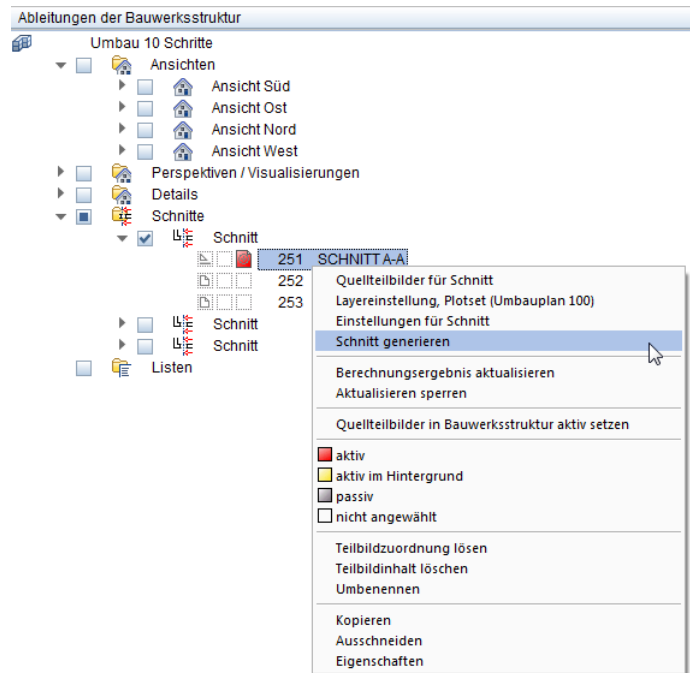 Ableitungen der Bauwerksstruktur
Umbau 10 Schritte
Ansichten
Ansicht Süd
Ansicht Ost
Ansicht Nord
Ansicht West
Perspektiven / Visualisierungen
Details
Schnitte
Schnitt
251 SCHNITT A-A
252
253
Schnitt
Schnitt
Listen
Quellteilbilder für Schnitt
Layereinstellung, Plotset (Umbauplan 100)
Einstellungen für Schnitt
Schnitt generieren
Berechnungsergebnis aktualisieren
Aktualisieren sperren
Quellteilbilder in Bauwerksstruktur aktiv setzen
aktiv
aktiv im Hintergrund
passiv
nicht angewählt
Teilbildzuordnung lösen
Teilbildinhalt löschen
Umbenennen
Kopieren
Ausschneiden
Eigenschaften